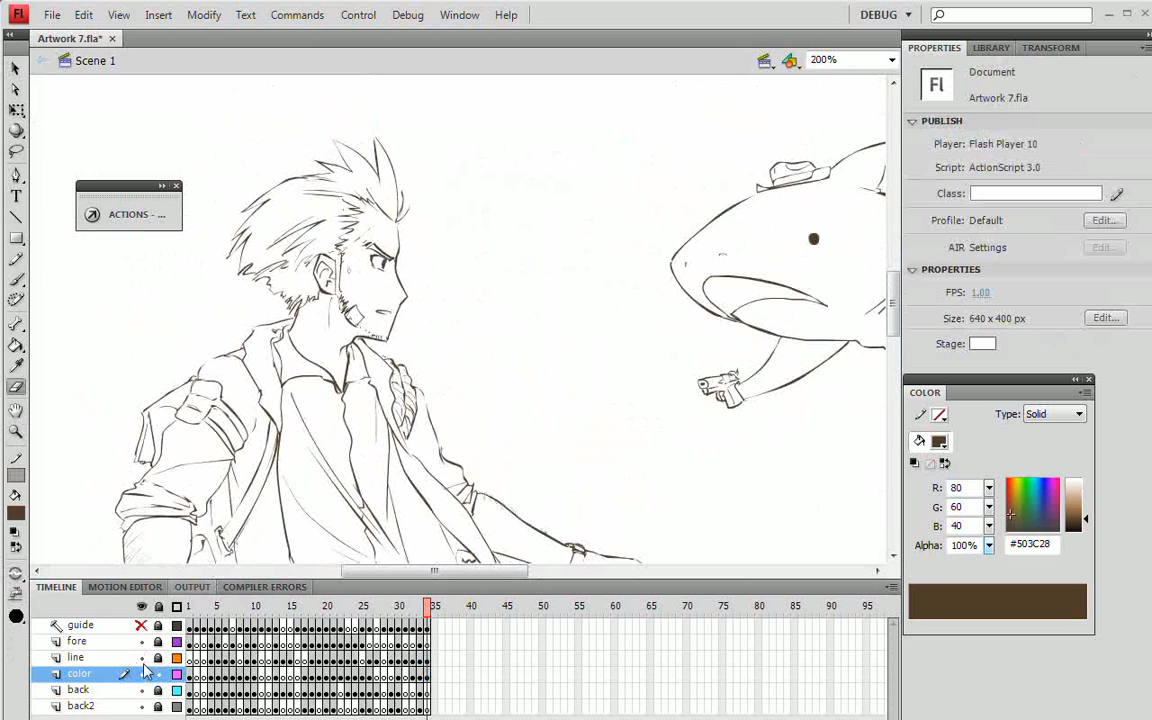 Fl File Edit View Insert Modify Text Commands Control Debug Window Help DEBUG
Artwork 7.fla*
Scene 1 200%
PROPERTIES LIBRARY TRANSFORM
Fl Document
Artwork 7.fla
PUBLISH
Player: Flash Player 10
Script: ActionScript 3.0
Class:
Profile: Default Edit...
AIR Settings Edit...
PROPERTIES
FPS: 1.00
Size: 640 x 400 px Edit...
Stage:
ACTIONS - ...
COLOR
Type: Solid
R: 80
G: 60
B: 40
Alpha: 100% #503C28
TIMELINE MOTION EDITOR OUTPUT COMPILER ERRORS
1 5 10 15 20 25 30 35 40 45 50 55 60 65 70 75 80 85 90 95
guide
fore
line
color
back
back2